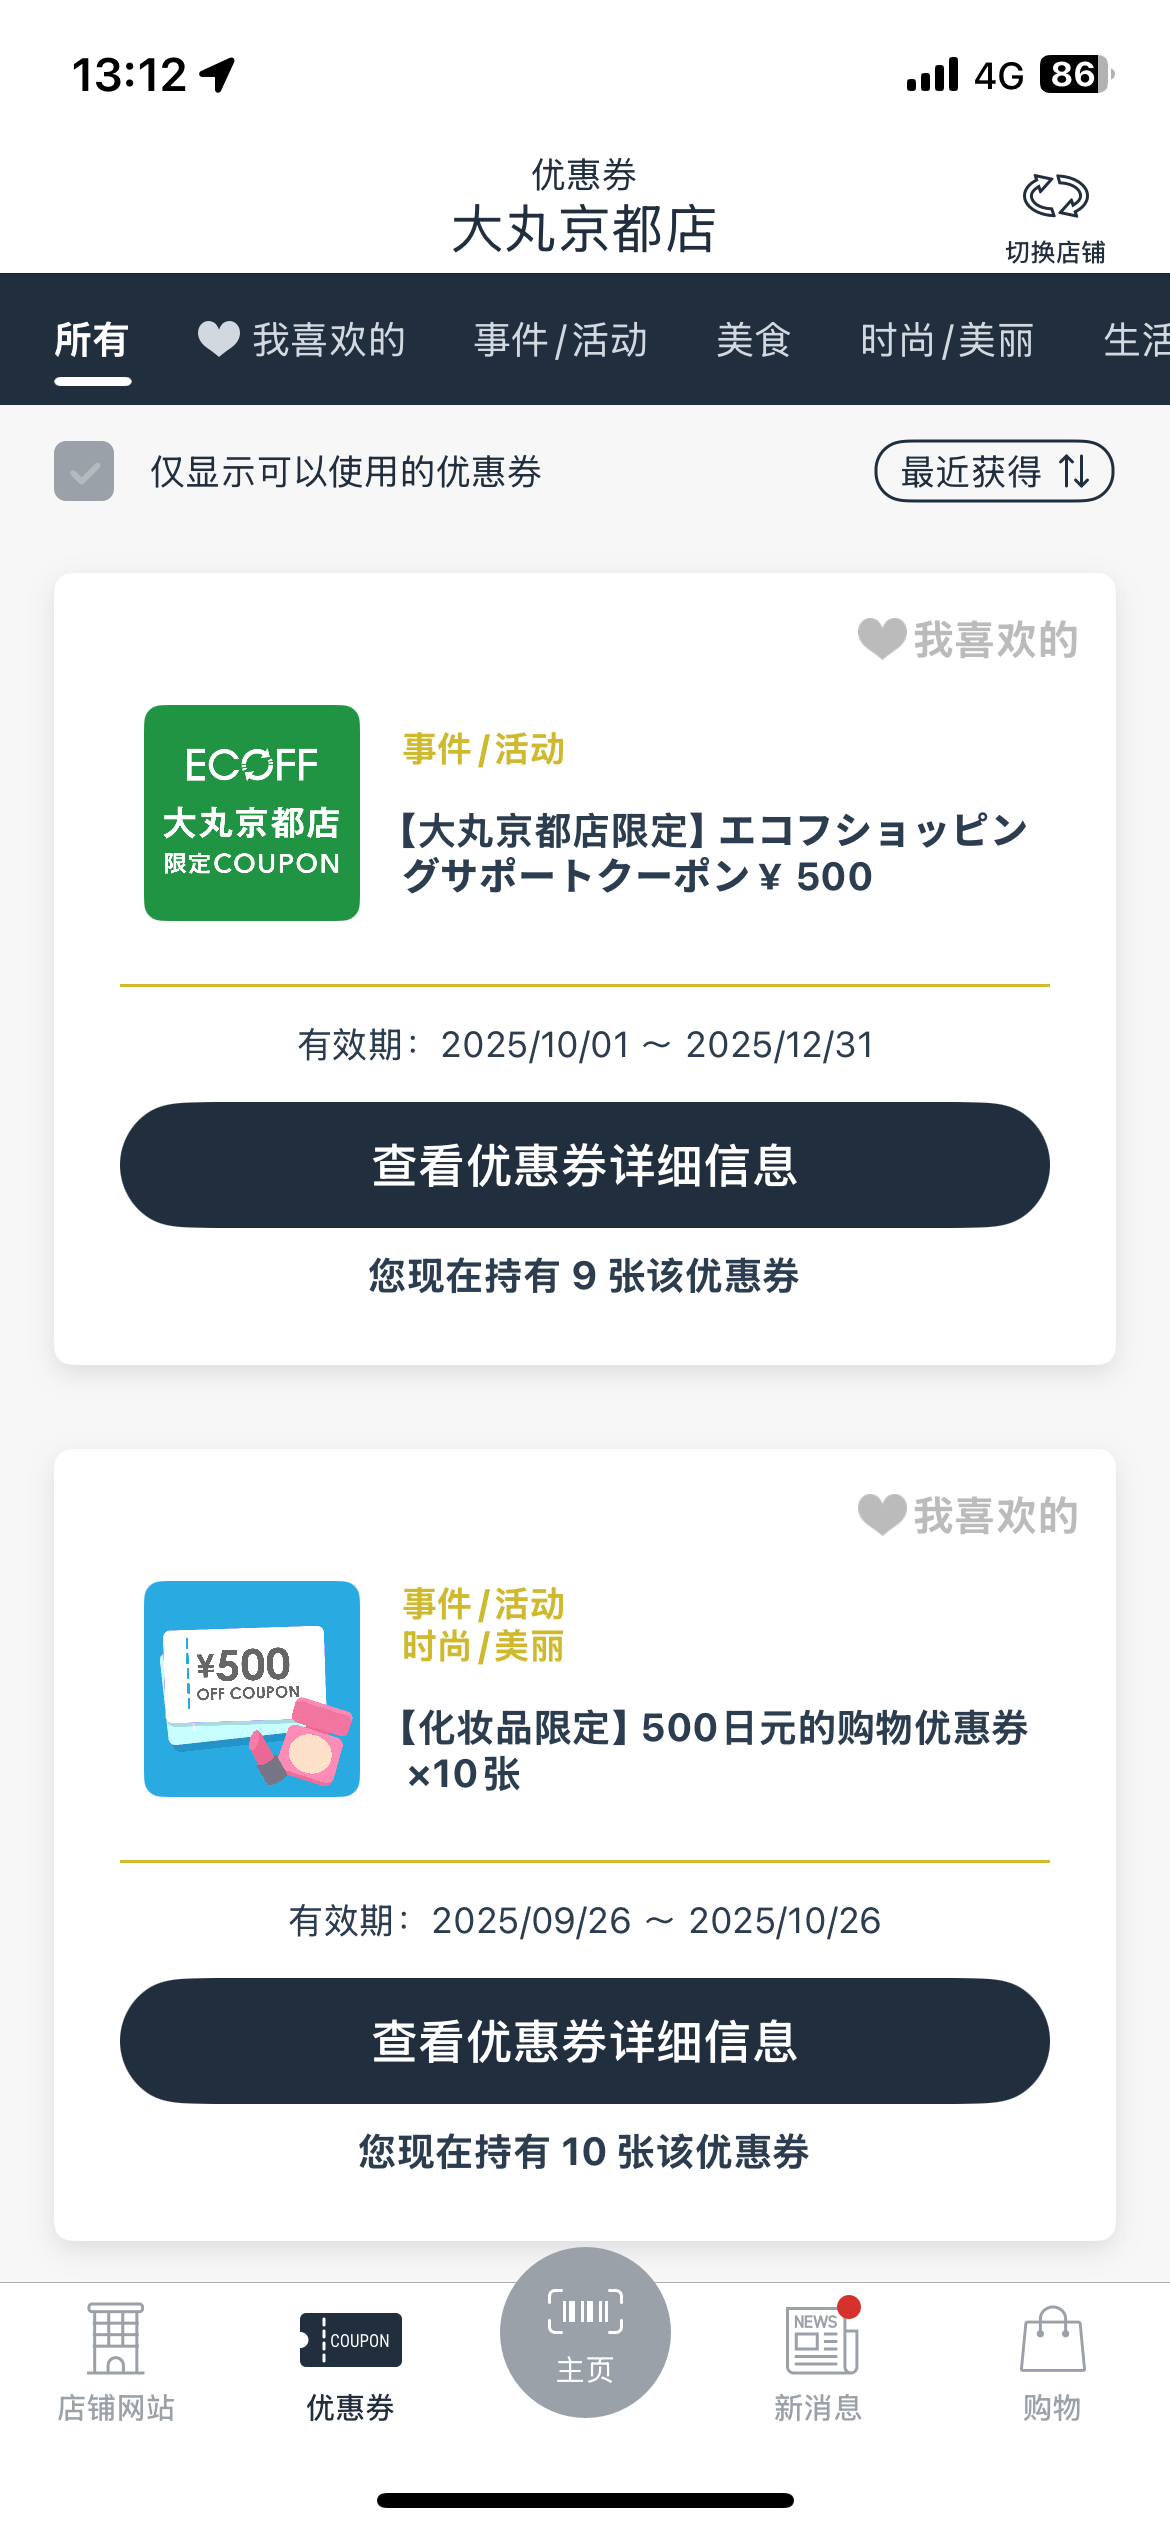 13:12
4G 86
优惠券
大丸京都店
切换店铺
所有 我喜欢的 事件/活动 美食 时尚/美丽 生活
仅显示可以使用的优惠券
最近获得
我喜欢的
ECOFF
大丸京都店
限定COUPON
事件/活动
【大丸京都店限定】エコフショッピン
グサポートクーポン¥ 500
有效期：2025/10/01 ～ 2025/12/31
查看优惠券详细信息
您现在持有 9 张该优惠券
我喜欢的
¥500
OFF COUPON
事件/活动
时尚/美丽
【化妆品限定】500日元的购物优惠券
×10张
有效期：2025/09/26 ～ 2025/10/26
查看优惠券详细信息
您现在持有 10 张该优惠券
COUPON
NEWS
店铺网站
优惠券
主页
新消息
购物